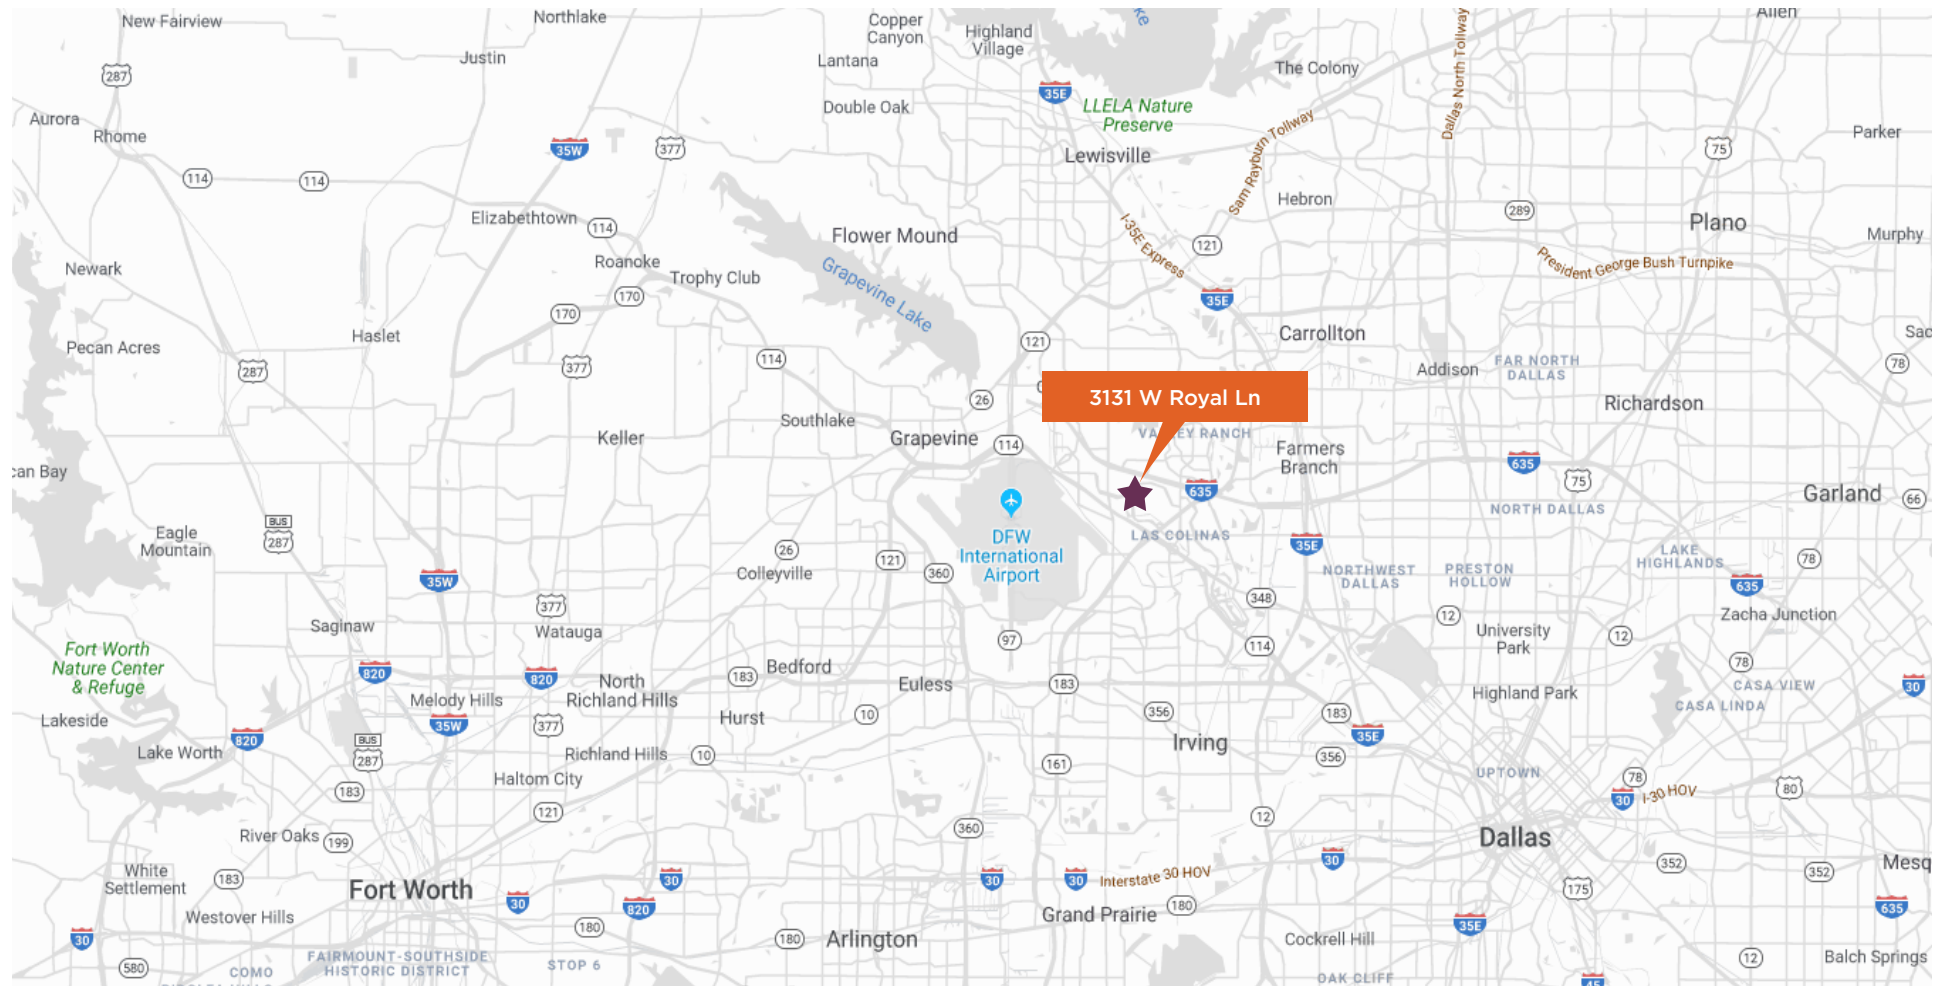 New Fairview
Northlake
Copper
Canyon
Highland
Village
Allen
Justin
Lantana
The Colony
287
35E
Double Oak
LLELA Nature
Preserve
Dallas North Tollway
Aurora
Rhome
35W
377
Lewisville
Sam Rayburn Tollway
75
Parker
114
114
Elizabethtown
114
Hebron
289
Plano
Flower Mound
I-35E Express
121
Murphy
Newark
Roanoke
Trophy Club
Grapevine Lake
President George Bush Turnpike
170
170
35E
Haslet
Pecan Acres
287
377
114
121
Carrollton
Addison
FAR NORTH
DALLAS
Sac
78
26
3131 W Royal Ln
Richardson
Southlake
Keller
Grapevine
114
Farmers
Branch
635
75
can Bay
635
Garland
66
NORTH DALLAS
BUS
287
Eagle
Mountain
DFW
International
Airport
LAS COLINAS
35E
26
121
360
Colleyville
35W
NORTHWEST
DALLAS
PRESTON
HOLLOW
LAKE
HIGHLANDS
78
635
377
348
12
Zacha Junction
Saginaw
Watauga
97
University
Park
12
Fort Worth
Nature Center
& Refuge
820
820
114
Bedford
183
78
Melody Hills
North
Richland Hills
Euless
183
Highland Park
CASA VIEW
30
Lakeside
35W
377
Hurst
10
356
183
CASA LINDA
820
BUS
287
Lake Worth
Richland Hills
10
Irving
35E
356
Haltom City
161
UPTOWN
78
183
30
I-30 HOV
80
121
River Oaks
199
360
12
Dallas
White
Settlement
183
Fort Worth
30
30
30
Interstate 30 HOV
30
352
352
Mesq
30
820
175
Westover Hills
Grand Prairie
180
635
30
180
180
Arlington
Cockrell Hill
35E
FAIRMOUNT-SOUTHSIDE
HISTORIC DISTRICT
STOP 6
12
Balch Springs
580
COMO
OAK CLIFF
45